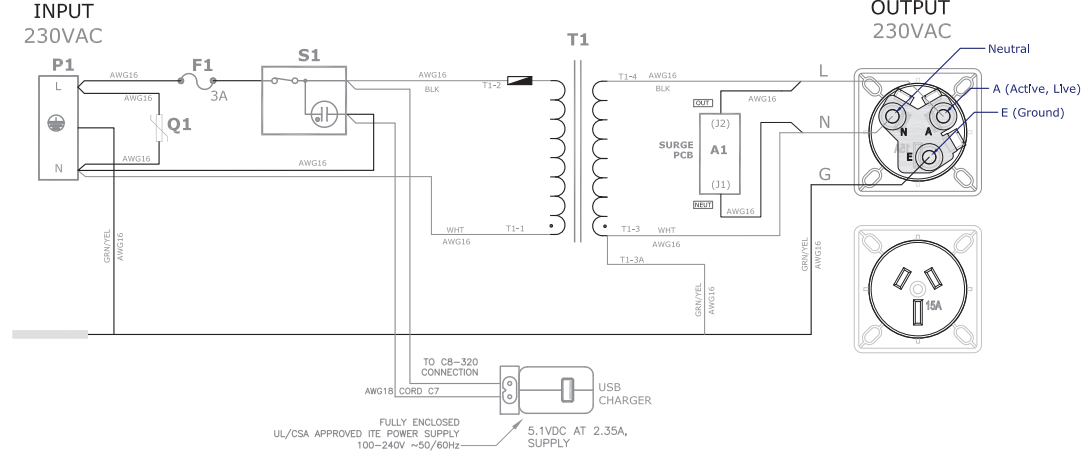 INPUT
230VAC
OUTPUT
230VAC
P1
L
N
AWG16
AWG16
F1
3A
S1
Q1
AWG16
AWG16
GRN/YEL
AWG16
AWG16
BLK
T1-2
T1
WHT
AWG16
T1-1
T1-4
AWG16
BLK
OUT
AWG16
(J2)
SURGE
PCB
A1
(J1)
NEUT
AWG16
T1-3
WHT
AWG16
T1-3A
GRN/YEL
AWG16
L
N
G
GRN/YEL
AWG16
Neutral
A (Active, Live)
E (Ground)
N
A
E
15A
15A
TO C8-320
CONNECTION
AWG18 CORD C7
USB
CHARGER
FULLY ENCLOSED
UL/CSA APPROVED ITE POWER SUPPLY
100-240V ~50/60Hz
5.1VDC AT 2.35A,
SUPPLY